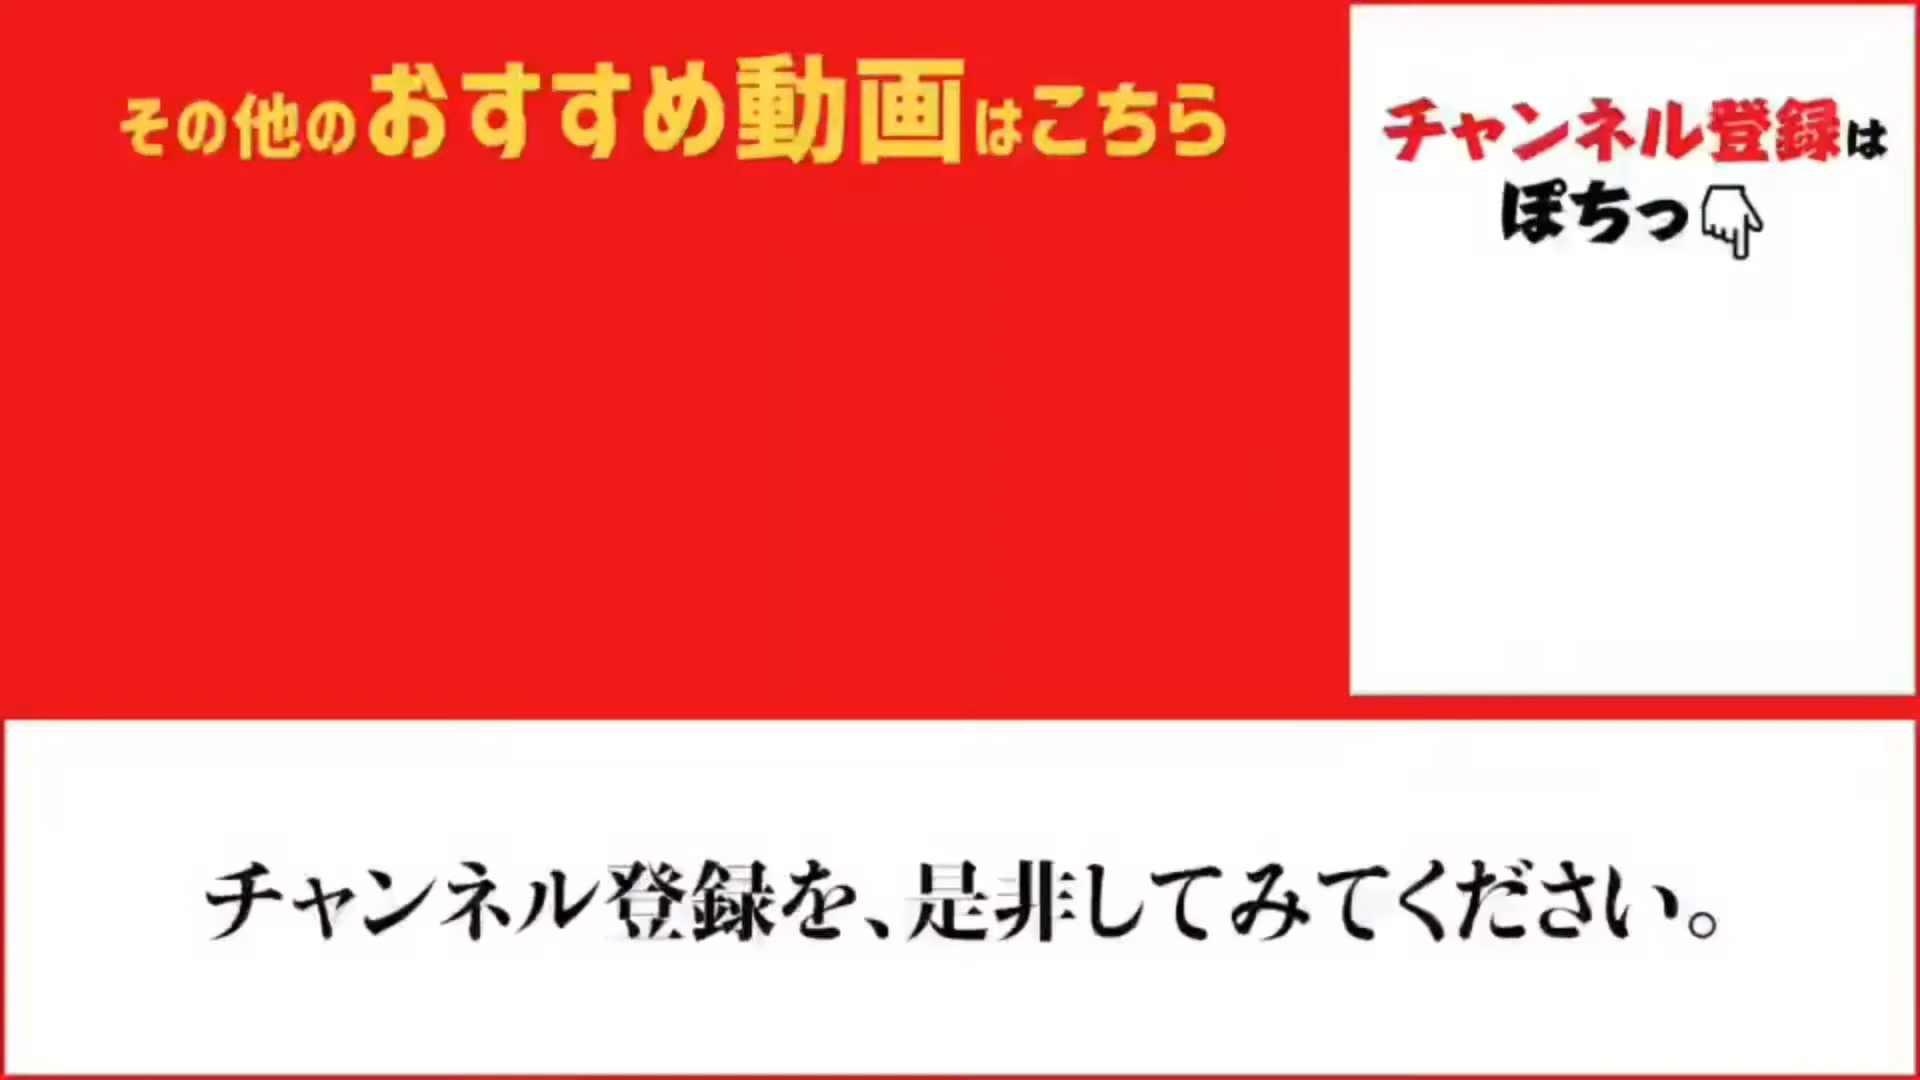 その他のおすすめ動画はこちら
チャンネル登録は
ぽちっ
チャンネル登録を、是非してみてください。